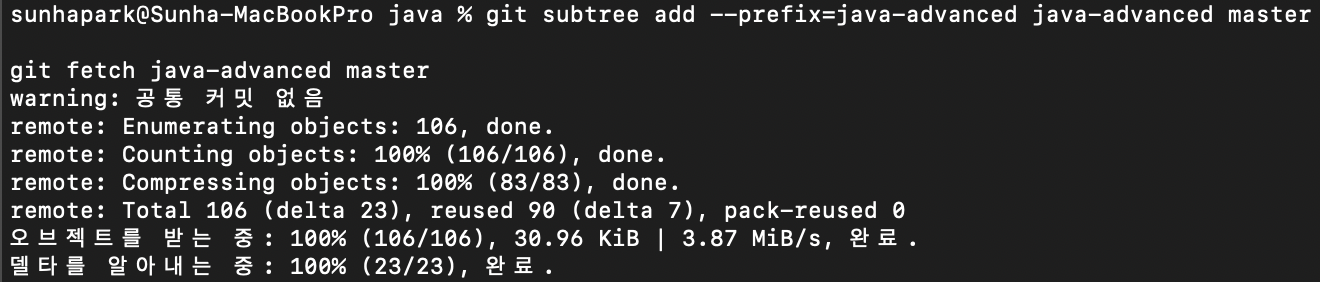 sunhapark@Sunha-MacBookPro java % git subtree add --prefix=java-advanced java-advanced master
git fetch java-advanced master
warning: 공통 커밋 없음
remote: Enumerating objects: 106, done.
remote: Counting objects: 100% (106/106), done.
remote: Compressing objects: 100% (83/83), done.
remote: Total 106 (delta 23), reused 90 (delta 7), pack-reused 0
오브젝트를 받는 중: 100% (106/106), 30.96 KiB | 3.87 MiB/s, 완료.
델타를 알아내는 중: 100% (23/23), 완료.